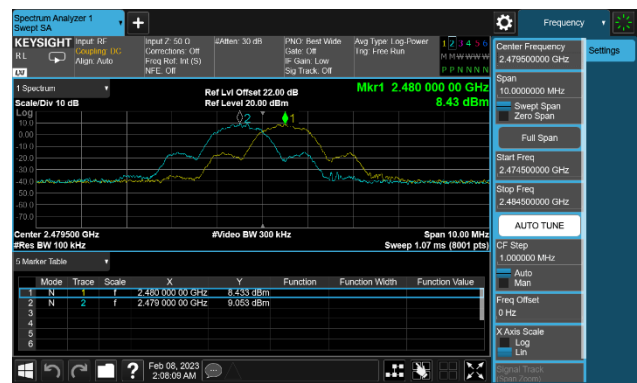 Spectrum Analyzer 1
Swept SA
Frequency
KEYSIGHT
RL
Input: RF
Coupling: DC
Align: Auto
Input Z: 50 Ω
Corrections: Off
Freq Ref: Int (S)
NFE: Off
#Atten: 30 dB
PNO: Best Wide
Gate: Off
IF Gain: Low
Sig Track: Off
Avg Type: Log-Power
Trig: Free Run
1 2 3 4 5 6
M M W W W W
P P N N N N
LXI
1 Spectrum
Scale/Div 10 dB
Ref Lvl Offset 22.00 dB
Ref Level 20.00 dBm
Mkr1 2.480 000 00 GHz
8.43 dBm
Log
10.0
0.00
-10.0
-20.0
-30.0
-40.0
-50.0
-60.0
-70.0
2
1
Center 2.479500 GHz
#Res BW 100 kHz
#Video BW 300 kHz
Span 10.00 MHz
Sweep 1.07 ms (8001 pts)
5 Marker Table
Mode Trace Scale X Y Function Function Width Function Value
1 N 1 f 2.480 000 00 GHz 8.433 dBm
2 N 2 f 2.479 000 00 GHz 9.053 dBm
3
4
5
6
Feb 08, 2023
2:08:09 AM
Center Frequency
2.479500000 GHz
Settings
Span
10.0000000 MHz
Swept Span
Zero Span
Full Span
Start Freq
2.474500000 GHz
Stop Freq
2.484500000 GHz
AUTO TUNE
CF Step
1.000000 MHz
Auto
Man
Freq Offset
0 Hz
X Axis Scale
Log
Lin
Signal Track
(Span Zoom)